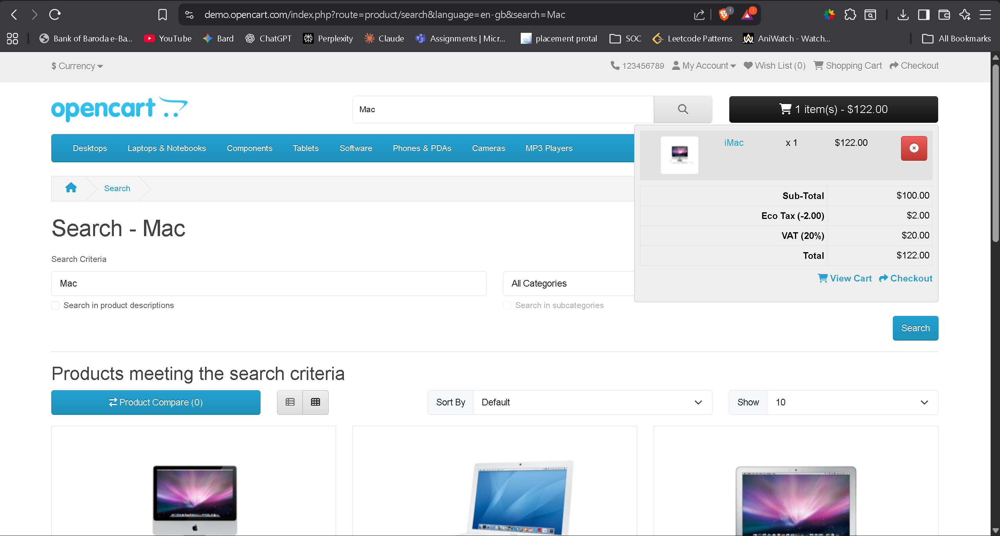 demo.opencart.com/index.php?route=product/search&language=en-gb&search=Mac
1
1
Bank of Baroda e-Ba...
YouTube
Bard
ChatGPT
Perplexity
Claude
Assignments | Micr...
placement protal
SOC
Leetcode Patterns
AniWatch - Watch...
All Bookmarks
$ Currency
123456789
My Account
Wish List (0)
Shopping Cart
Checkout
opencart
Mac
1 item(s) - $122.00
Desktops
Laptops & Notebooks
Components
Tablets
Software
Phones & PDAs
Cameras
MP3 Players
iMac
x 1
$122.00
Sub-Total $100.00
Eco Tax (-2.00) $2.00
VAT (20%) $20.00
Total $122.00
View Cart
Checkout
Search
Search - Mac
Search Criteria
Mac
All Categories
Search in product descriptions
Search in subcategories
Search
Products meeting the search criteria
Product Compare (0)
Sort By
Default
Show
10